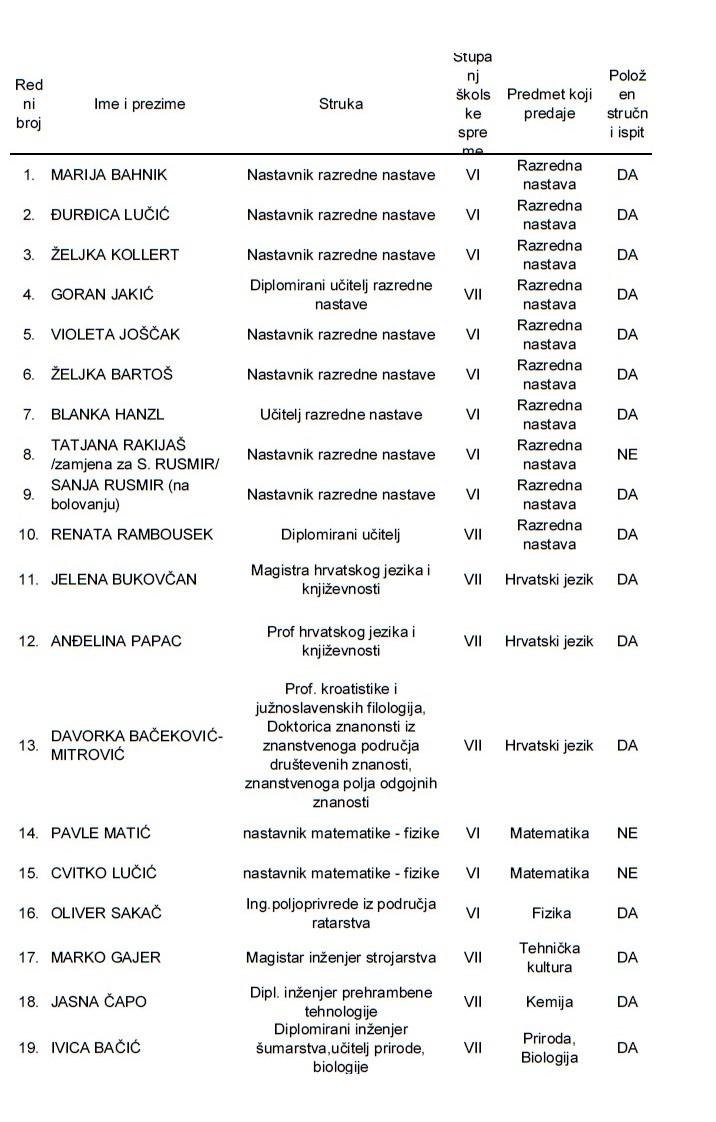 Red
ni
broj
Ime i prezime
Struka
Stupa
nj
škols
ke
spre
me
Predmet koji
predaje
Polož
en
stručn
i ispit
1. MARIJA BAHNIK Nastavnik razredne nastave VI Razredna
nastava DA
2. ĐURĐICA LUČIĆ Nastavnik razredne nastave VI Razredna
nastava DA
3. ŽELJKA KOLLERT Nastavnik razredne nastave VI Razredna
nastava DA
4. GORAN JAKIĆ Diplomirani učitelj razredne
nastave VII Razredna
nastava DA
5. VIOLETA JOŠČAK Nastavnik razredne nastave VI Razredna
nastava DA
6. ŽELJKA BARTOŠ Nastavnik razredne nastave VI Razredna
nastava DA
7. BLANKA HANZL Učitelj razredne nastave VI Razredna
nastava DA
8. TATJANA RAKIJAŠ
/zamjena za S. RUSMIR/ Nastavnik razredne nastave VI Razredna
nastava NE
9. SANJA RUSMIR (na
bolovanju) Nastavnik razredne nastave VI Razredna
nastava DA
10. RENATA RAMBOUSEK Diplomirani učitelj VII Razredna
nastava DA
11. JELENA BUKOVČAN Magistra hrvatskog jezika i
književnosti VII Hrvatski jezik DA
12. ANĐELINA PAPAC Prof hrvatskog jezika i
književnosti VII Hrvatski jezik DA
13. DAVORKA BAČEKOVIĆ-
MITROVIĆ Prof. kroatistike i
južnoslavenskih filologija,
Doktorica znanonsti iz
znanstvenoga područja
društevenih znanosti,
znanstvenoga polja odgojnih
znanosti VII Hrvatski jezik DA
14. PAVLE MATIĆ nastavnik matematike - fizike VI Matematika NE
15. CVITKO LUČIĆ nastavnik matematike - fizike VI Matematika NE
16. OLIVER SAKAČ Ing.poljoprivrede iz područja
ratarstva VI Fizika DA
17. MARKO GAJER Magistar inženjer strojarstva VII Tehnička
kultura DA
18. JASNA ČAPO Dipl. inženjer prehrambene
tehnologije VII Kemija DA
19. IVICA BAČIĆ Diplomirani inženjer
šumarstva,učitelj prirode,
biologije VII Priroda,
Biologija DA